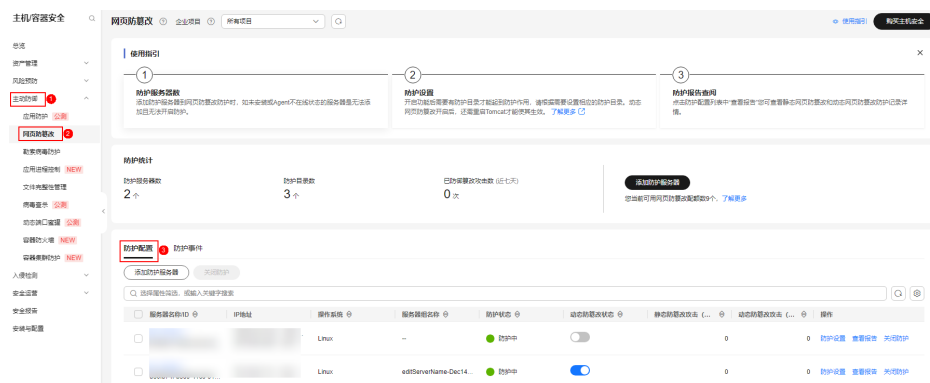 主机/容器安全
总览
资产管理
风险预防
主动防御 1
应用防护 公测
网页防篡改 2
勒索病毒防护
应用进程控制 NEW
文件完整性管理
病毒查杀 公测
动态端口蜜罐 公测
容器防火墙 NEW
容器集群防护 NEW
入侵检测
安全运营
安全报告
安装与配置
网页防篡改 企业项目 所有项目
使用指引 购买主机安全
使用指引
1
防护服务器数
添加防护服务器到网页防篡改防护时，如未安装或Agent不在线状态的服务器是无法添
加且无法开启防护。
2
防护设置
开启功能后需要有防护目录才能起到防护作用，请根据需要设置相应的防护目录。动态
网页防篡改开启后，还需重启Tomcat才能使其生效。 了解更多
3
防护报告查阅
点击防护配置列表中“查看报告”您可查看静态网页防篡改和动态网页防篡改防护记录详
情。
防护统计
防护服务器数
2 个
防护目录数
3 个
已防御篡改攻击数 (近七天)
0 次
添加防护服务器
您当前可用网页防篡改配额数9个。 了解更多
防护配置 3 防护事件
添加防护服务器 关闭防护
选择属性筛选，或输入关键字搜索
服务器名称/ID IP地址 操作系统 服务器组名称 防护状态 动态防篡改状态 静态防篡改攻击 (... 动态防篡改攻击 (... 操作
Linux -- 防护中 0 0 防护设置 查看报告 关闭防护
Linux editServerName-Dec14... 防护中 0 0 防护设置 查看报告 关闭防护